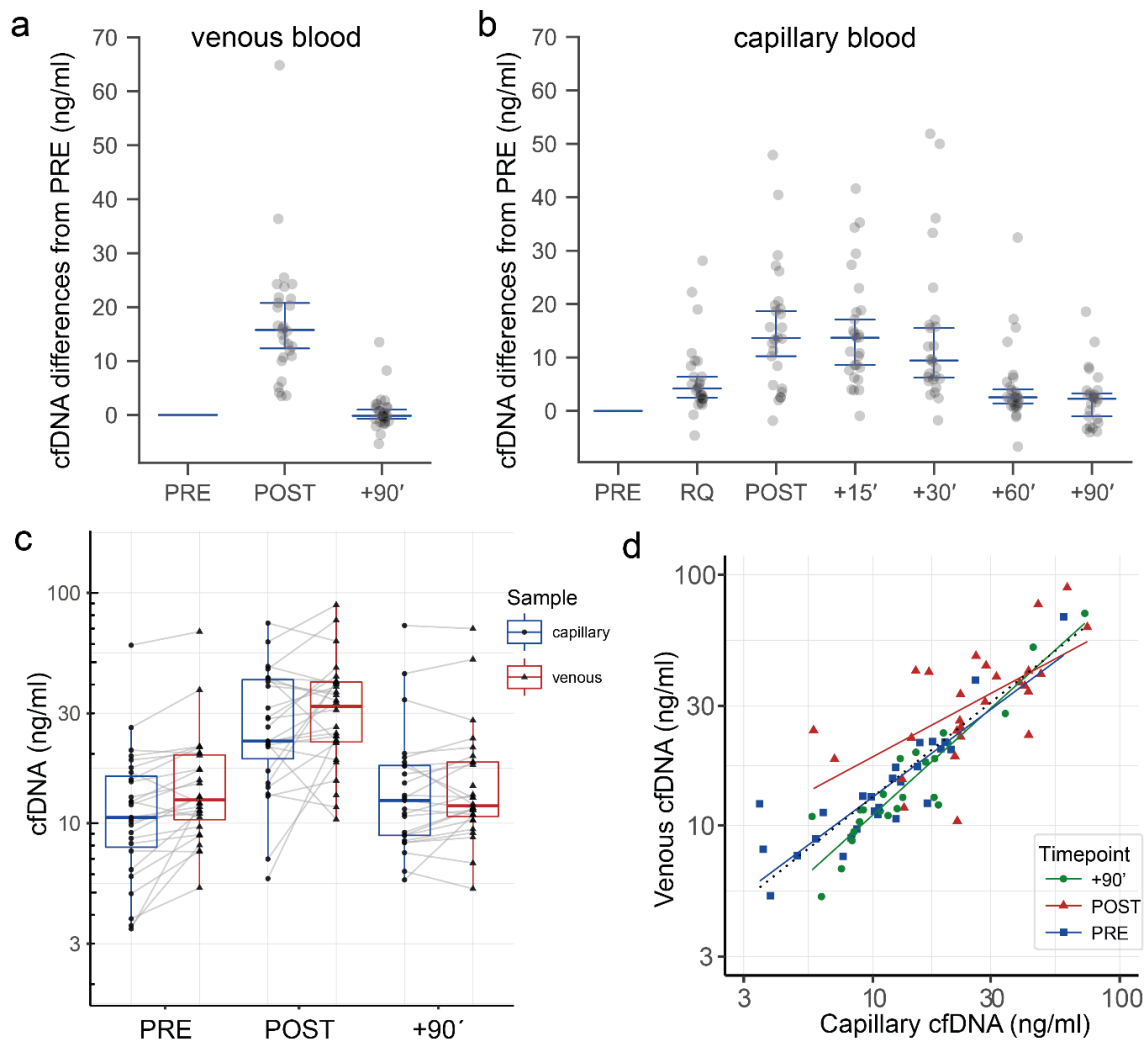 a
venous blood
cfDNA differences from PRE (ng/ml)
70
60
50
40
30
20
10
0
PRE POST +90′
b
capillary blood
cfDNA differences from PRE (ng/ml)
70
60
50
40
30
20
10
0
PRE RQ POST +15′ +30′ +60′ +90′
c
cfDNA (ng/ml)
100
30
10
3
PRE POST +90´
Sample
capillary
venous
d
Venous cfDNA (ng/ml)
100
30
10
3
Timepoint
+90'
POST
PRE
3 10 30 100
Capillary cfDNA (ng/ml)